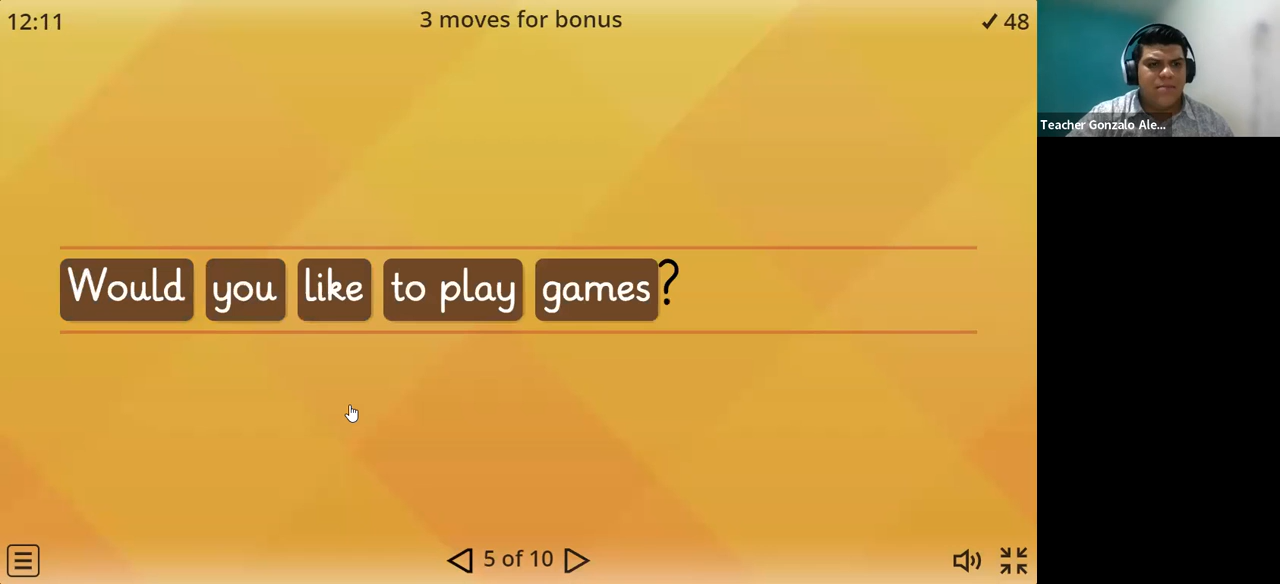 12:11
3 moves for bonus
✓ 48
Teacher Gonzalo Ale...
Would you like to play games?
5 of 10